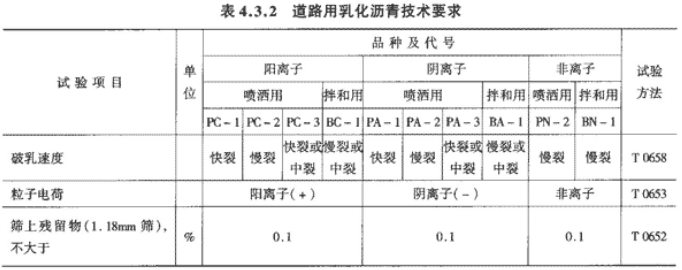 表 4.3.2 道路用乳化沥青技术要求
试验项目 单位 品种及代号 试验方法
阳离子 阴离子 非离子
喷洒用 拌和用 喷洒用 拌和用 喷洒用 拌和用
PC-1 PC-2 PC-3 BC-1 PA-1 PA-2 PA-3 BA-1 PN-2 BN-1
破乳速度 快裂 慢裂 快裂或中裂 慢裂或中裂 快裂 慢裂 快裂或中裂 慢裂或中裂 慢裂 慢裂 T 0658
粒子电荷 阳离子(+) 阴离子(-) 非离子 T 0653
筛上残留物(1.18mm 筛),不大于 % 0.1 0.1 0.1 T 0652